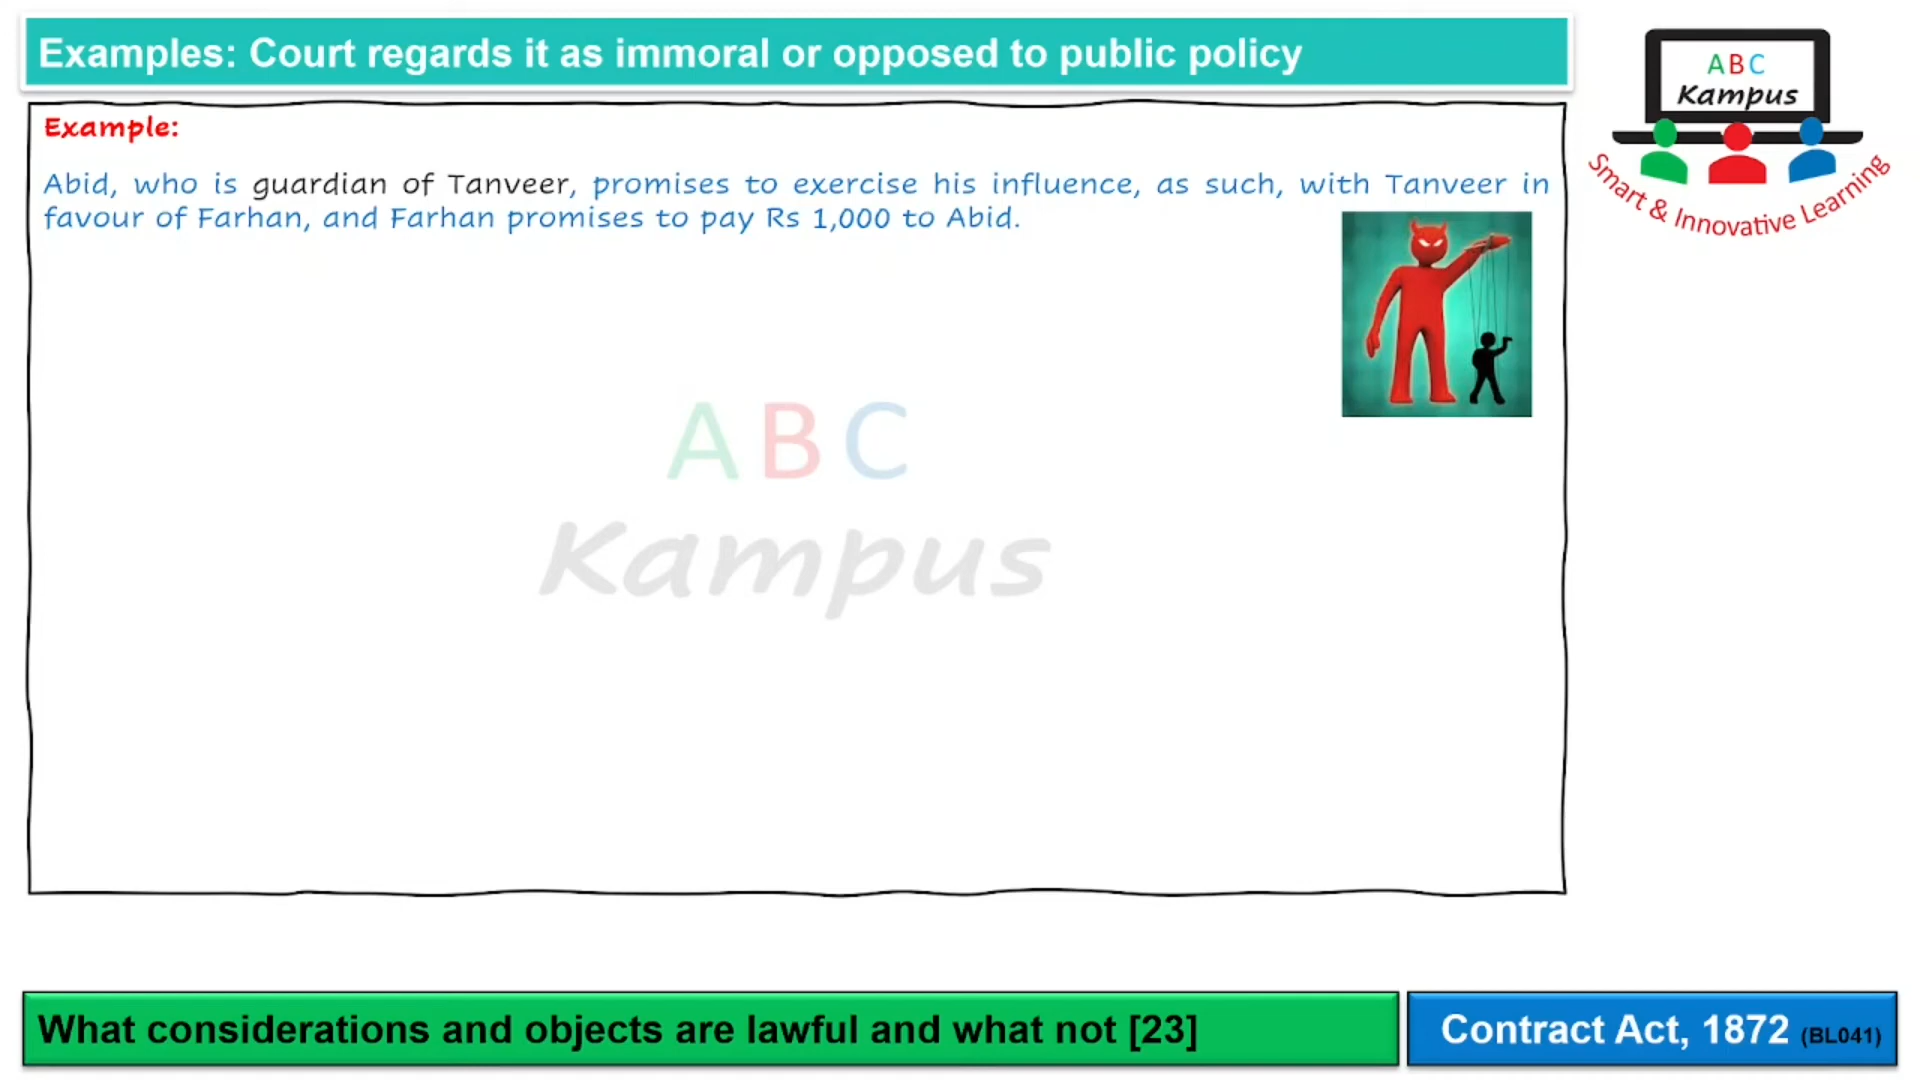 Examples: Court regards it as immoral or opposed to public policy
ABC
Kampus
Smart & Innovative Learning
Example:
Abid, who is guardian of Tanveer, promises to exercise his influence, as such, with Tanveer in
favour of Farhan, and Farhan promises to pay Rs 1,000 to Abid.
ABC
Kampus
What considerations and objects are lawful and what not [23]
Contract Act, 1872 (BL041)